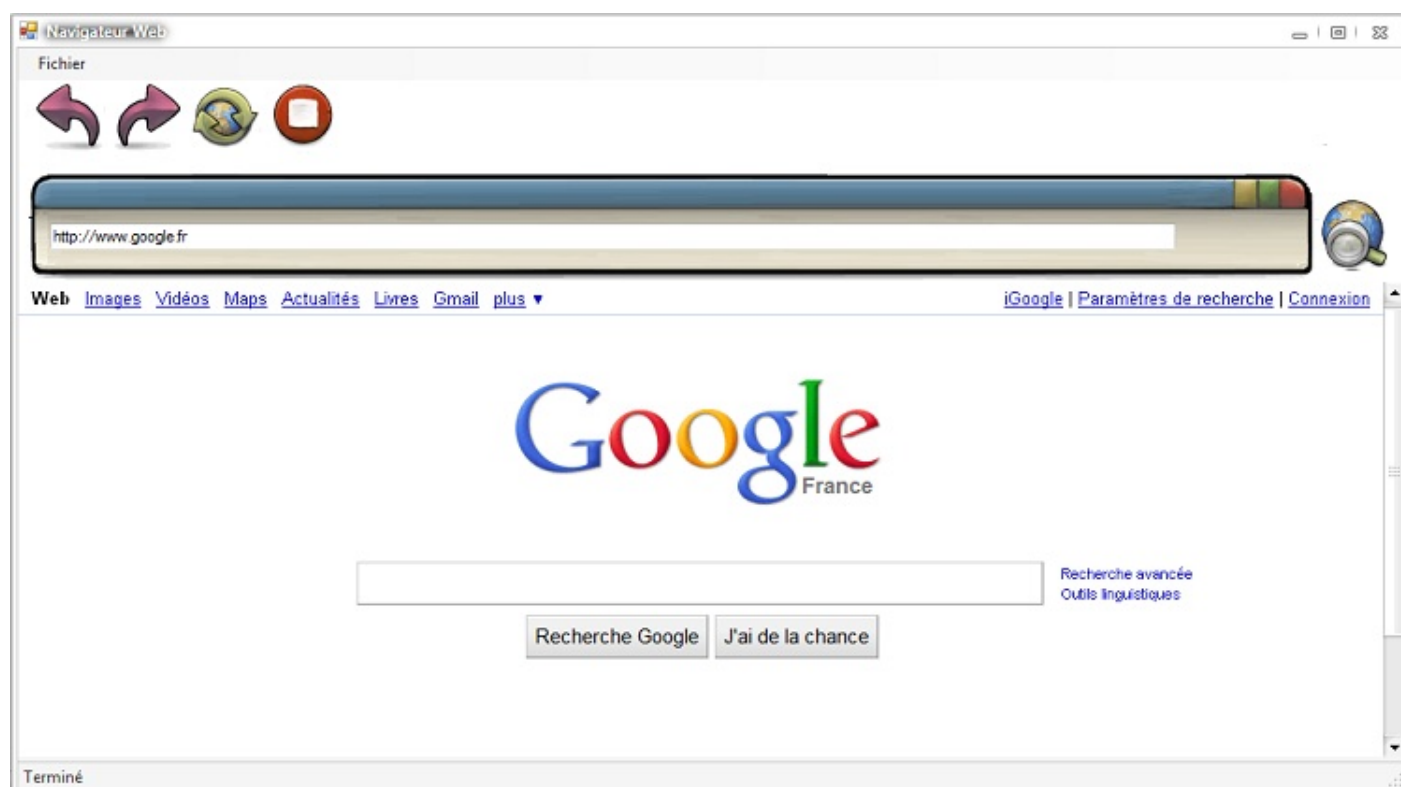 Navigateur Web
Fichier
http://www.google.fr
Web Images Vidéos Maps Actualités Livres Gmail plus ▼ iGoogle | Paramètres de recherche | Connexion
Google
France
Recherche avancée
Outils linguistiques
Recherche Google J'ai de la chance
Terminé